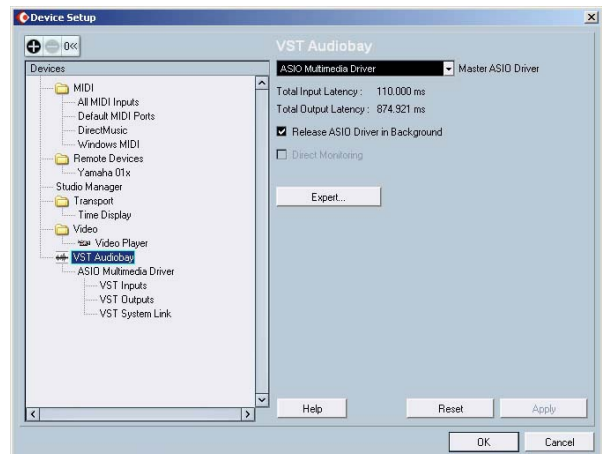 Device Setup
Devices
MIDI
All MIDI Inputs
Default MIDI Ports
DirectMusic
Windows MIDI
Remote Devices
Yamaha 01x
Studio Manager
Transport
Time Display
Video
Video Player
VST Audiobay
ASIO Multimedia Driver
VST Inputs
VST Outputs
VST System Link
VST Audiobay
ASIO Multimedia Driver Master ASIO Driver
Total Input Latency : 110.000 ms
Total Output Latency : 874.921 ms
Release ASIO Driver in Background
Direct Monitoring
Expert...
Help Reset Apply
OK Cancel